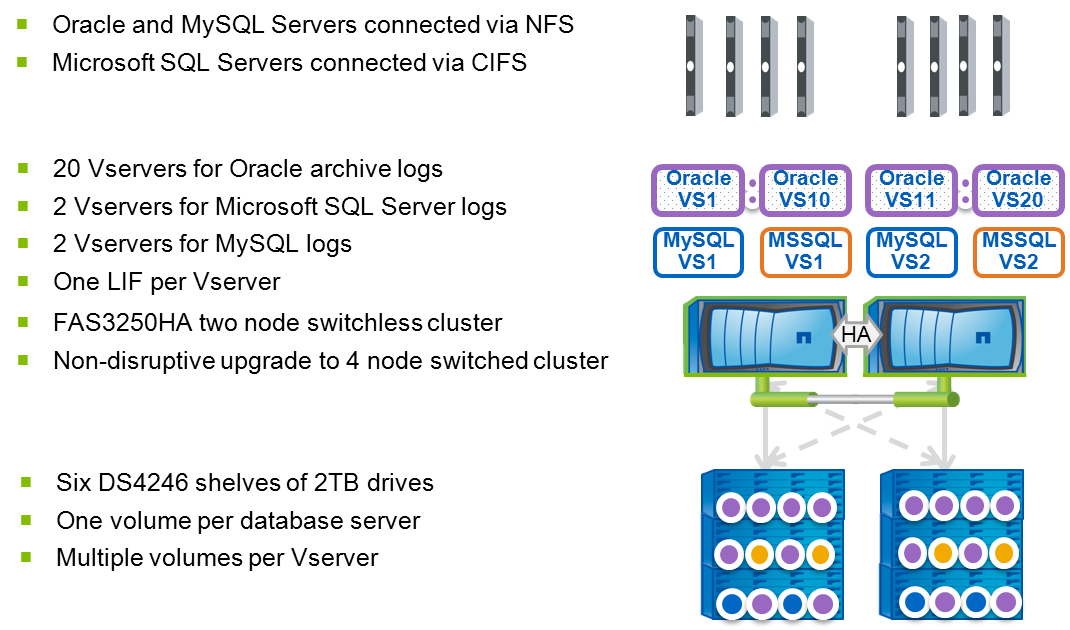 Oracle and MySQL Servers connected via NFS
Microsoft SQL Servers connected via CIFS
20 Vservers for Oracle archive logs
2 Vservers for Microsoft SQL Server logs
2 Vservers for MySQL logs
One LIF per Vserver
FAS3250HA two node switchless cluster
Non-disruptive upgrade to 4 node switched cluster
Six DS4246 shelves of 2TB drives
One volume per database server
Multiple volumes per Vserver
Oracle
VS1
Oracle
VS10
Oracle
VS11
Oracle
VS20
MySQL
VS1
MSSQL
VS1
MySQL
VS2
MSSQL
VS2
HA